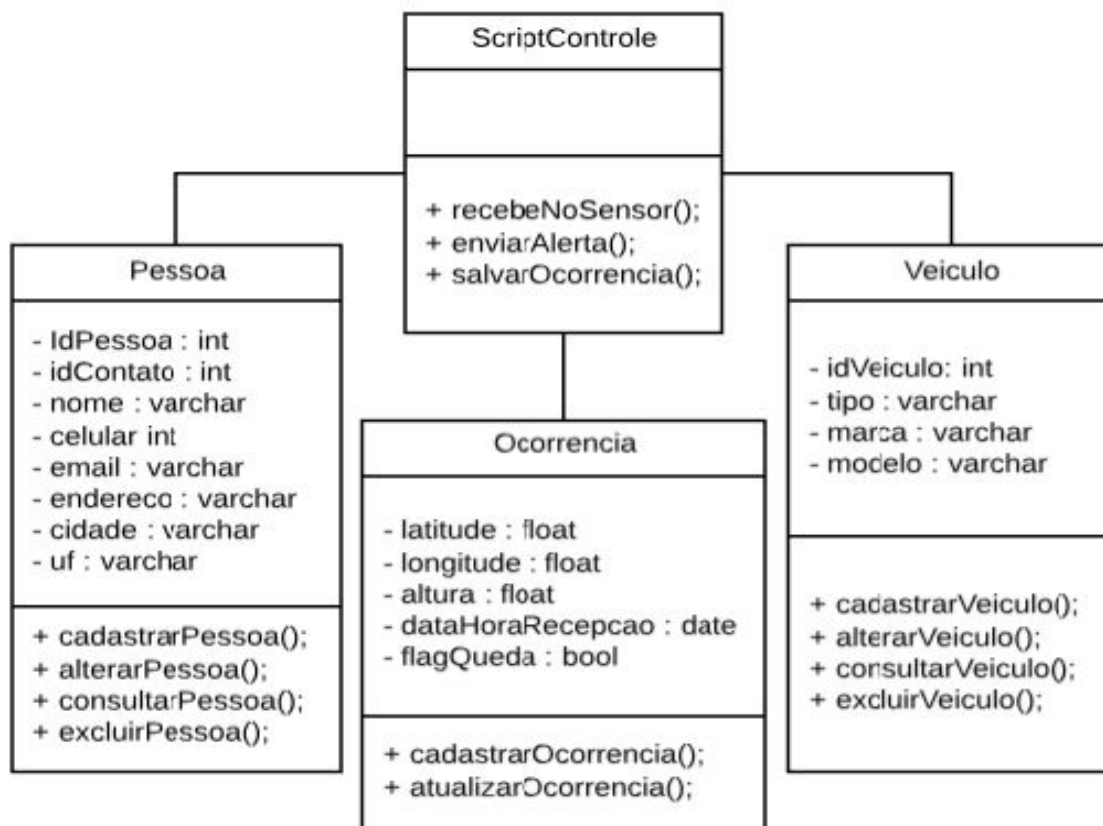 ScriptControle
+ recebeNoSensor();
+ enviarAlerta();
+ salvarOcorrencia();
Pessoa
- IdPessoa : int
- idContato : int
- nome : varchar
- celular int
- email : varchar
- endereco : varchar
- cidade : varchar
- uf : varchar
+ cadastrarPessoa();
+ alterarPessoa();
+ consultarPessoa();
+ excluirPessoa();
Ocorrencia
- latitude : float
- longitude : float
- altura : float
- dataHoraRecepcao : date
- flagQueda : bool
+ cadastrarOcorrencia();
+ atualizarOcorrencia();
Veiculo
- idVeiculo: int
- tipo : varchar
- marca : varchar
- modelo : varchar
+ cadastrarVeiculo();
+ alterarVeiculo();
+ consultarVeiculo();
+ excluirVeiculo();